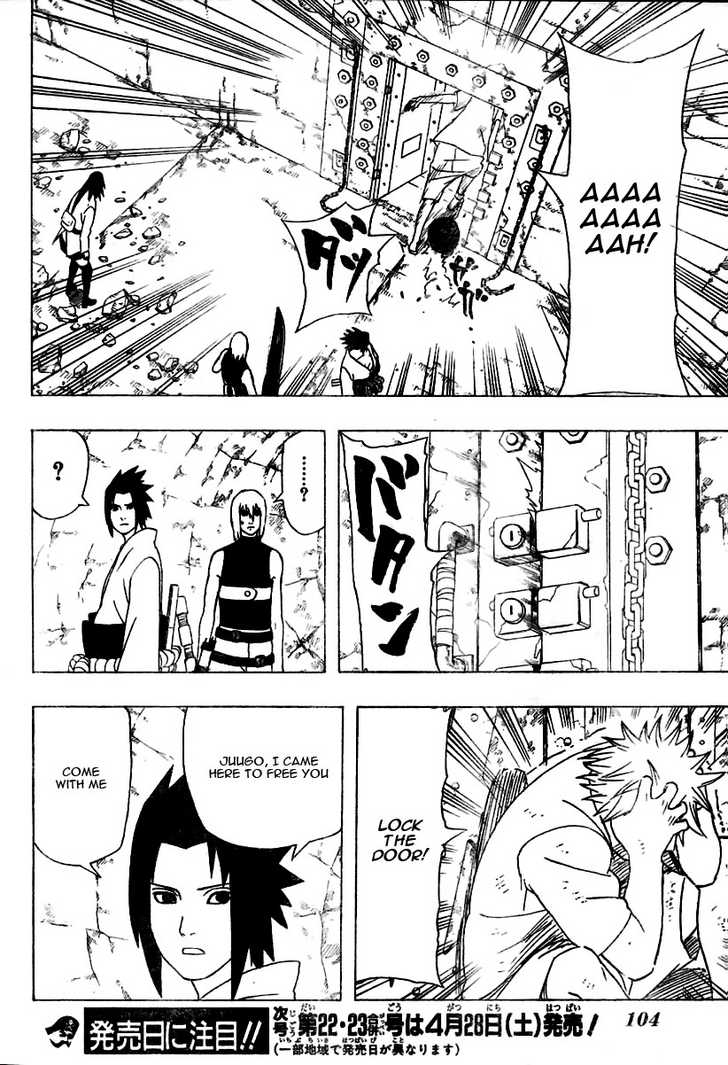 AAAA
AAAA
AAH!
ダッ
ザザ
バタン
......?
?
LOCK
THE
DOOR!
JUUGO, I CAME
HERE TO FREE YOU
COME
WITH ME
発売日に注目!!
次号第22・23合併号は4月28日(土)発売!
(一部地域で発売日が異なります)
104